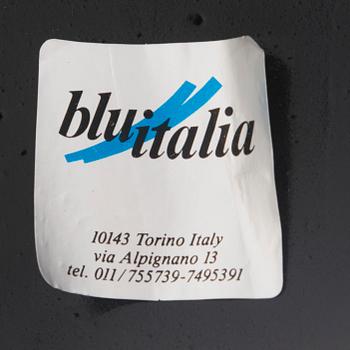 bluitalia
10143 Torino Italy
via Alpignano 13
tel. 011/755739-7495391